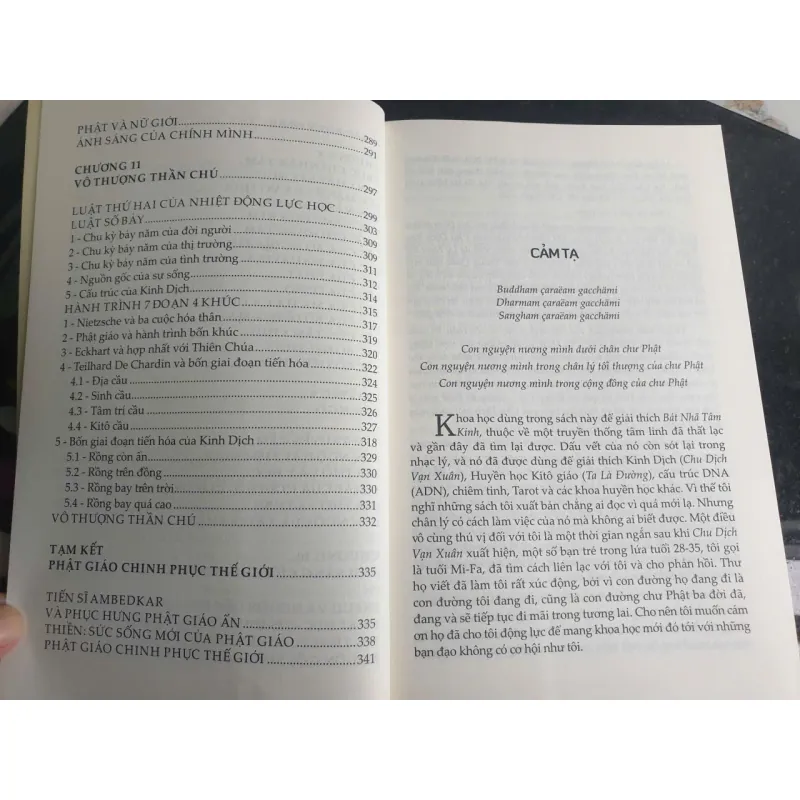 PHẬT VÀ NỮ GIỚI 289
ÁNH SÁNG CỦA CHÍNH MÌNH 291
CHƯƠNG 11
VÔ THƯỢNG THẦN CHÚ 297
LUẬT THỨ HAI CỦA NHIỆT ĐỘNG LỰC HỌC 299
LUẬT SỐ BẢY 303
1 - Chu kỳ bảy năm của đời người 309
2 - Chu kỳ bảy năm của thị trường 309
3 - Chu kỳ bảy năm của tình trường 311
4 - Nguồn gốc của sự sống 312
5 - Cấu trúc của Kinh Dịch 314
HÀNH TRÌNH 7 ĐOẠN 4 KHÚC 315
1 - Nietzsche và ba cuộc hóa thân 317
2 - Phật giáo và hành trình bốn khúc 319
3 - Eckhart và hợp nhất với Thiên Chúa 320
4 - Teilhard De Chardin và bốn giai đoạn tiến hóa 322
4.1 - Địa cầu 324
4.2 - Sinh cầu 325
4.3 - Tâm trí cầu 326
4.4 - Kitô cầu 327
5 - Bốn giai đoạn tiến hóa của Kinh Dịch 318
5.1 - Rồng còn ẩn 329
5.2 - Rồng trên đồng 330
5.3 - Rồng bay trên trời 330
5.4 - Rồng bay quá cao 331
VÔ THƯỢNG THẦN CHÚ 332
TẠM KẾT
PHẬT GIÁO CHINH PHỤC THẾ GIỚI 335
TIẾN SĨ AMBEDKAR
VÀ PHỤC HƯNG PHẬT GIÁO ẤN 335
THIỀN: SỨC SỐNG MỚI CỦA PHẬT GIÁO 338
PHẬT GIÁO CHINH PHỤC THẾ GIỚI 341
CẢM TẠ
Buddham çaraëam gacchāmi
Dharmam çaraëam gacchāmi
Sangham çaraëam gacchāmi
Con nguyện nương mình dưới chân chư Phật
Con nguyện nương mình trong chân lý tối thượng của chư Phật
Con nguyện nương mình trong cộng đồng của chư Phật
Khoa học dùng trong sách này để giải thích Bát Nhã Tâm
Kinh, thuộc về một truyền thống tâm linh đã thất lạc
và gần đây đã tìm lại được. Dấu vết của nó còn sót lại trong
nhạc lý, và nó đã được dùng để giải thích Kinh Dịch (Chu Dịch
Vạn Xuân), Huyền học Kitô giáo (Ta Là Đường), cấu trúc DNA
(ADN), chiêm tinh, Tarot và các khoa huyền học khác. Vì thế tôi
nghĩ những sách tôi xuất bản chẳng ai đọc vì quá mới lạ. Nhưng
chân lý có cách làm việc của nó mà không ai biết được. Một điều
vô cùng thú vị đối với tôi là một thời gian ngắn sau khi Chu Dịch
Vạn Xuân xuất hiện, một số bạn trẻ trong lứa tuổi 28-35, tôi gọi
là tuổi Mi-Fa, đã tìm cách liên lạc với tôi và cho phản hồi. Thư
họ viết đã làm tôi rất xúc động, bởi vì con đường họ đang đi là
con đường tôi đang đi, cũng là con đường chư Phật ba đời đã,
đang và sẽ tiếp tục đi mãi trong tương lai. Cho nên tôi muốn cảm
ơn họ đã cho tôi động lực để mang khoa học mới đó tới với những
bạn đạo không có cơ hội như tôi.